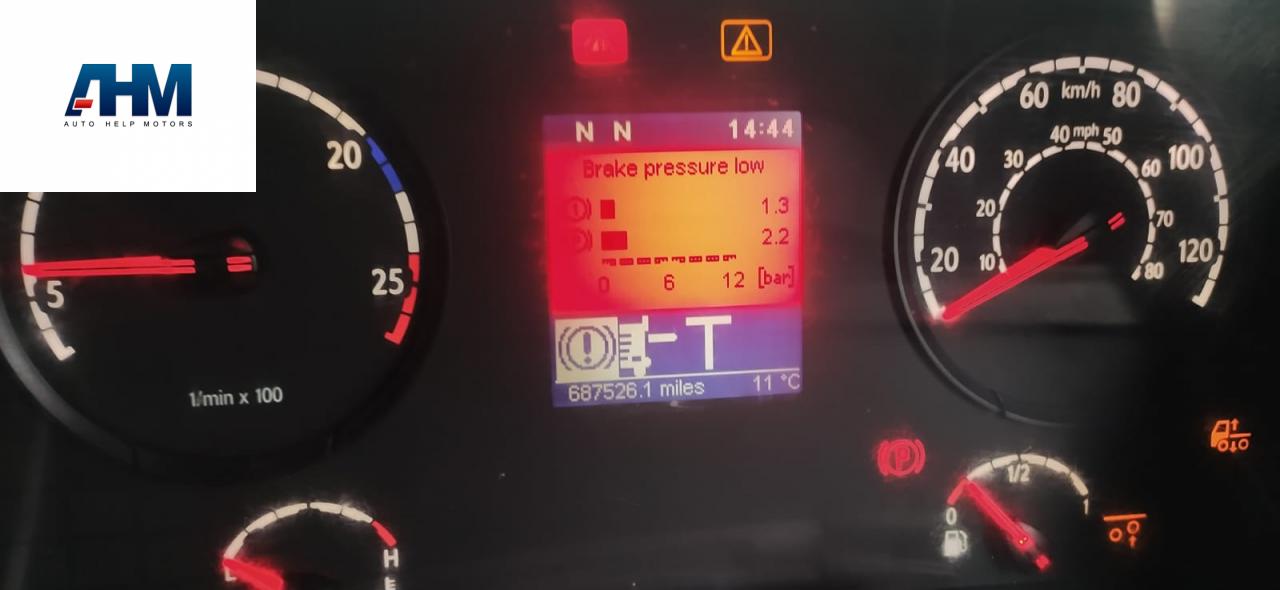 AHM
AUTO HELP MOTORS
N N 14:44
Brake pressure low
1.3
2.2
0 6 12 [bar]
T
687526.1 miles 11 °C
5
20
25
1/min x 100
H
20 40 60 km/h 80 100 120
10 20 30 40 mph 50 60 70 80
P
0 1/2 1